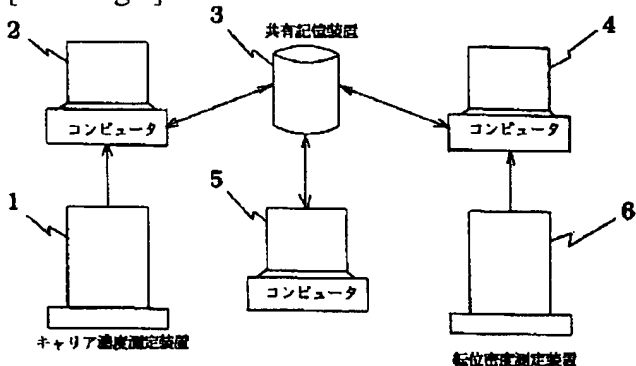 2
3
共有記憶装置
4
コンピュータ
コンピュータ
1
5
6
コンピュータ
キャリア濃度測定装置
転位密度測定装置